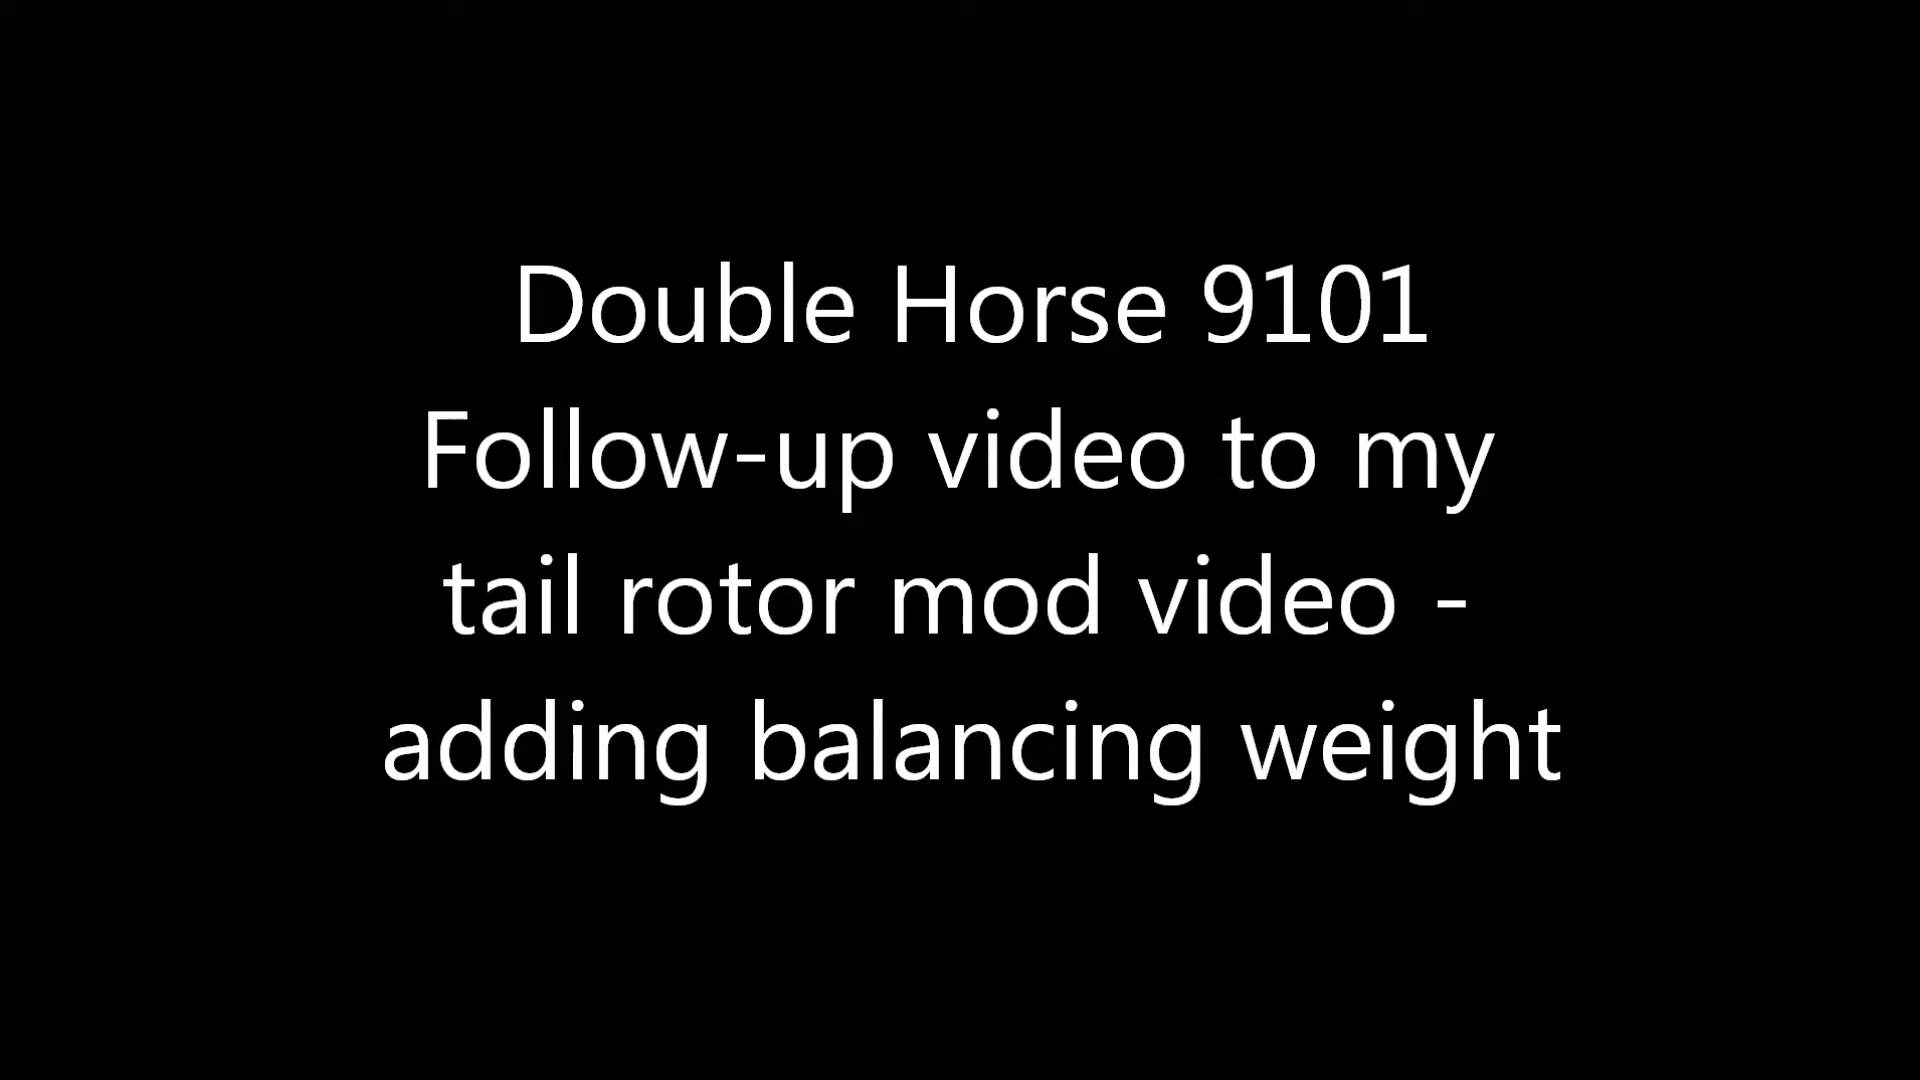 Double Horse 9101
Follow-up video to my
tail rotor mod video -
adding balancing weight